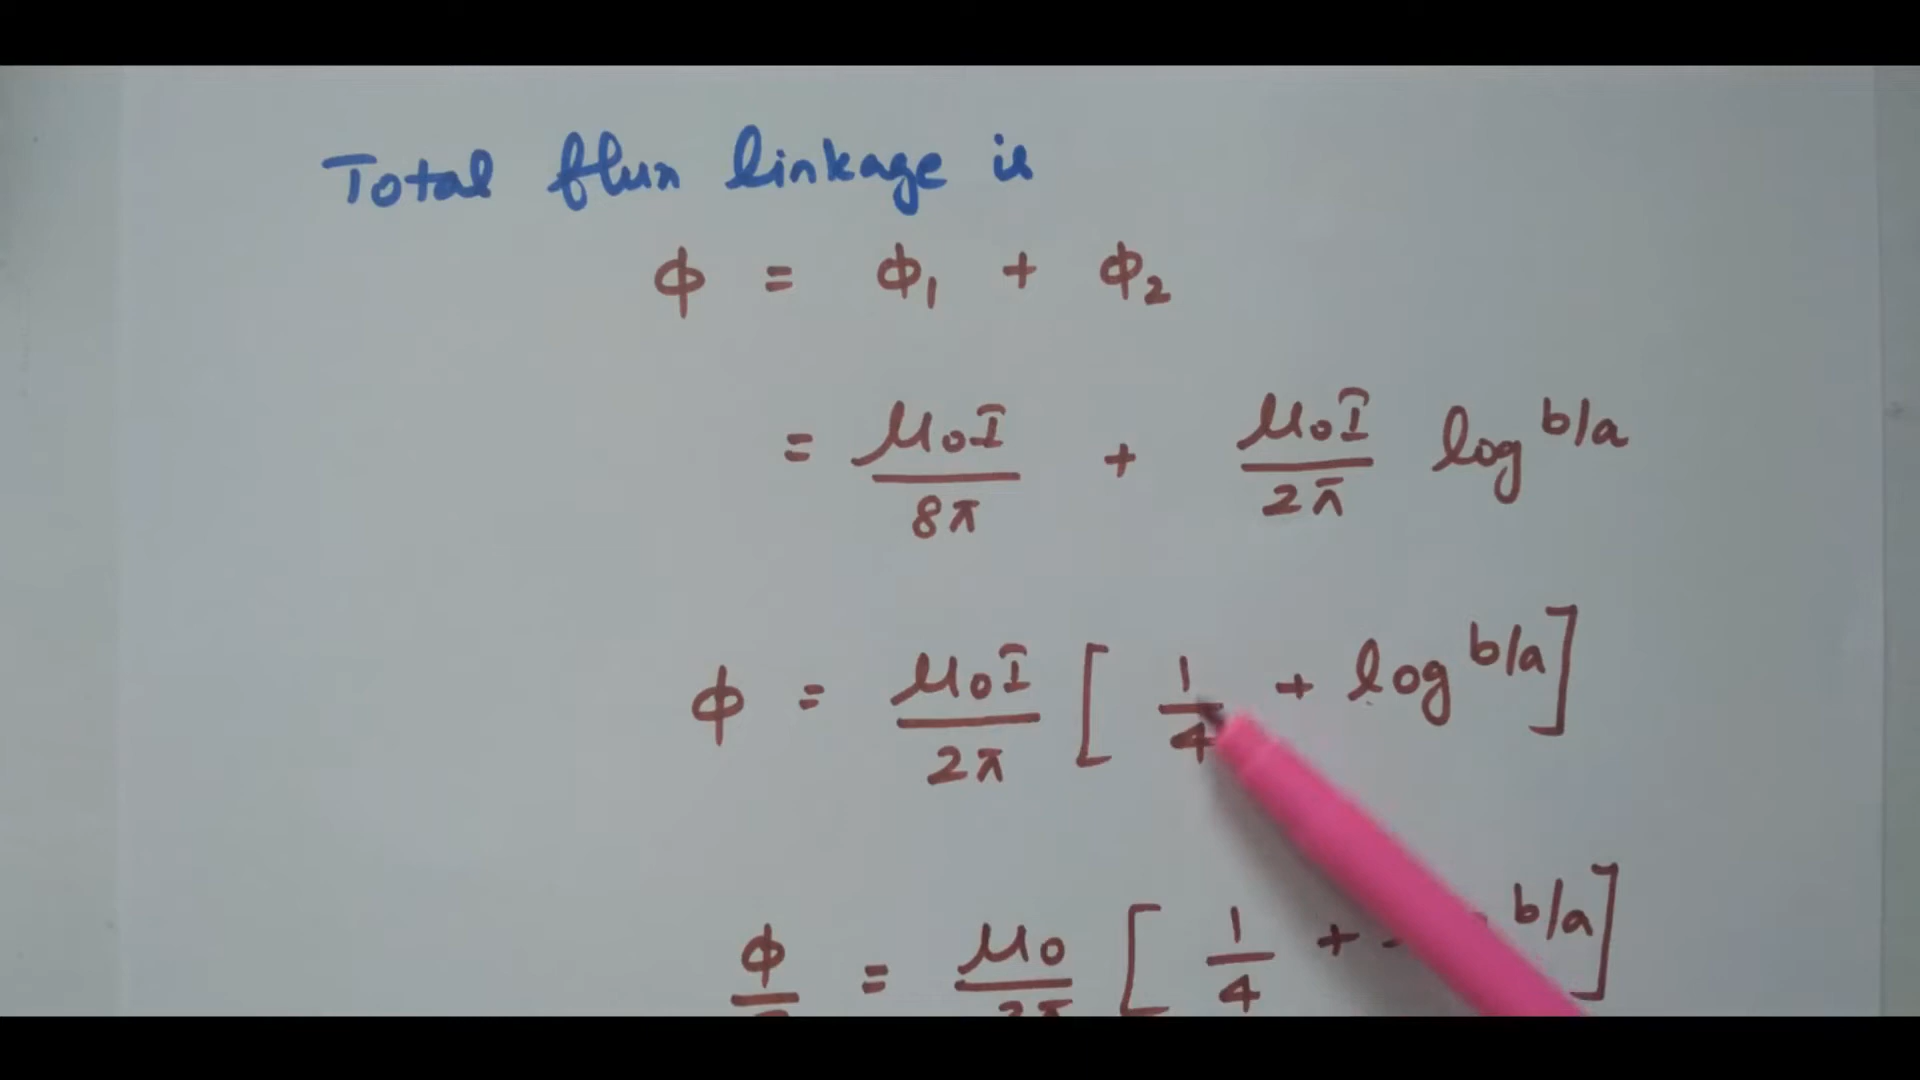 Total flux linkage is
ϕ = ϕ₁ + ϕ₂
= μ₀I/8π + μ₀I/2π log b/a
ϕ = μ₀I/2π [ 1/4 + log b/a ]
ϕ/ = μ₀/2π [ 1/4 + b/a ]